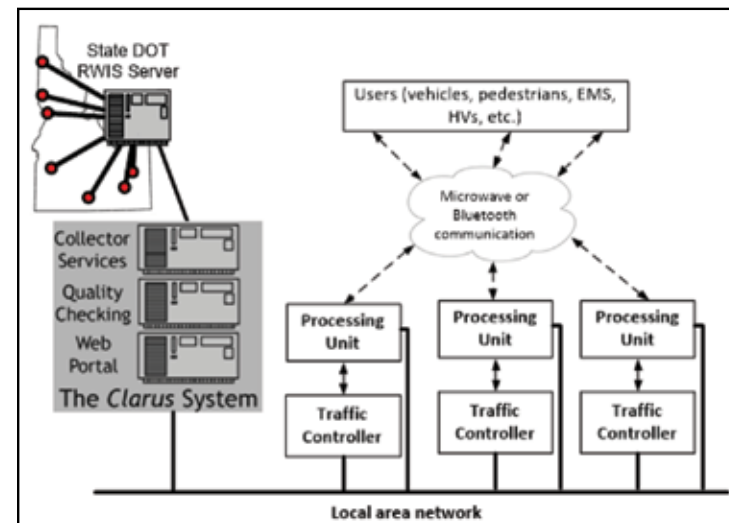 State DOT
RWIS Server
Collector
Services
Quality
Checking
Web
Portal
The Clarus System
Users (vehicles, pedestrians, EMS,
HVs, etc.)
Microwave or
Bluetooth
communication
Processing
Unit
Traffic
Controller
Processing
Unit
Traffic
Controller
Processing
Unit
Traffic
Controller
Local area network